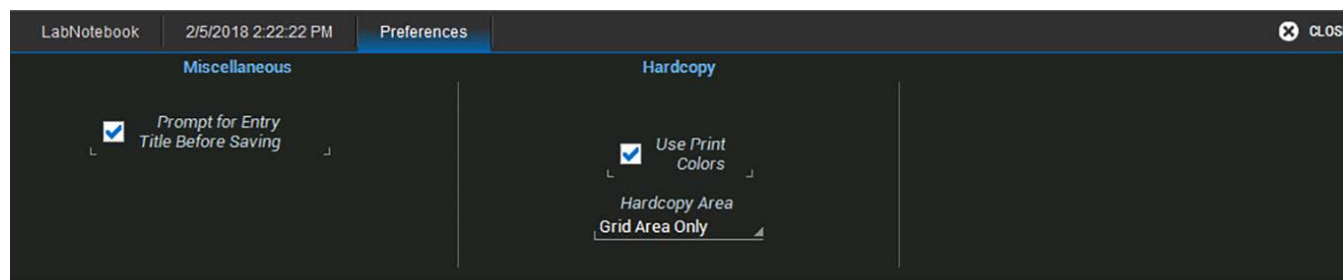 LabNotebook 2/5/2018 2:22:22 PM Preferences CLOS
Miscellaneous Hardcopy
Prompt for Entry
Title Before Saving
Use Print
Colors
Hardcopy Area
Grid Area Only